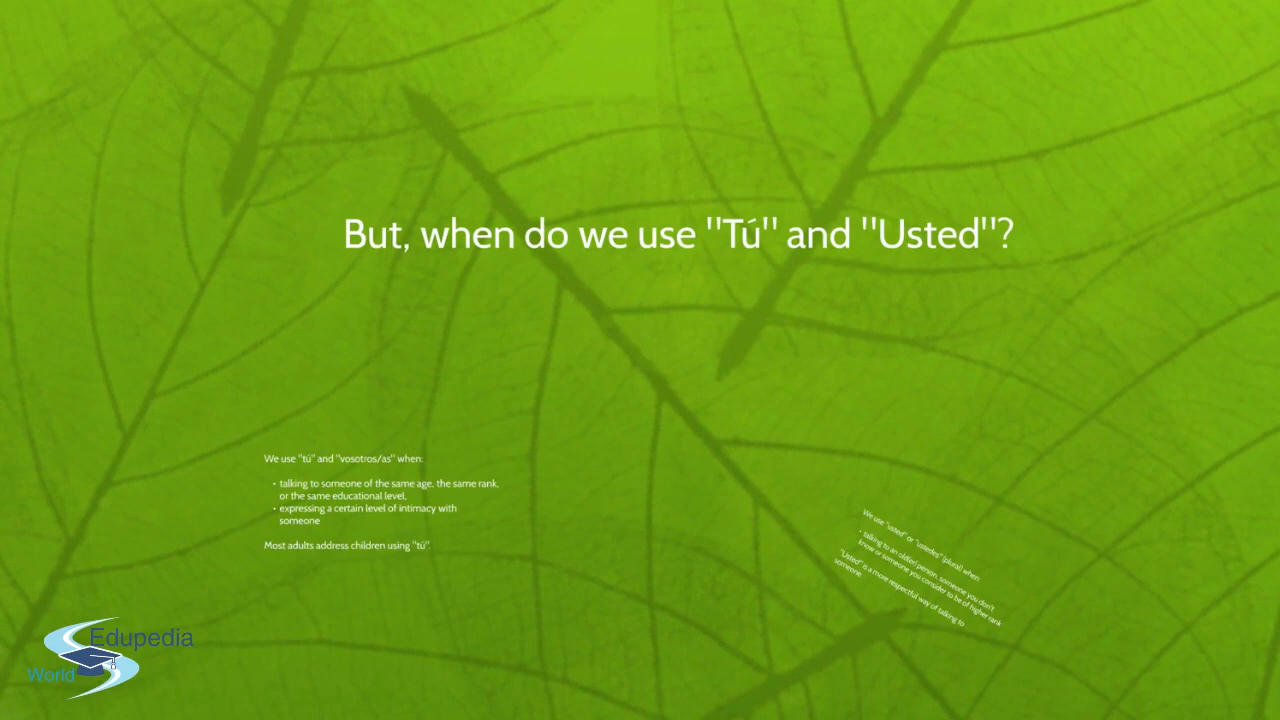 But, when do we use "Tú" and "Usted"?
We use "tú" and "vosotros/as" when:
• talking to someone of the same age, the same rank,
or the same educational level,
• expressing a certain level of intimacy with
someone
Most adults address children using "tú".
We use "usted" or "ustedes" (plural) when:
• talking to an old(er) person, someone you don't
know or someone you consider to be of higher rank
"Usted" is a more respectful way of talking to
someone.
Edupedia
World